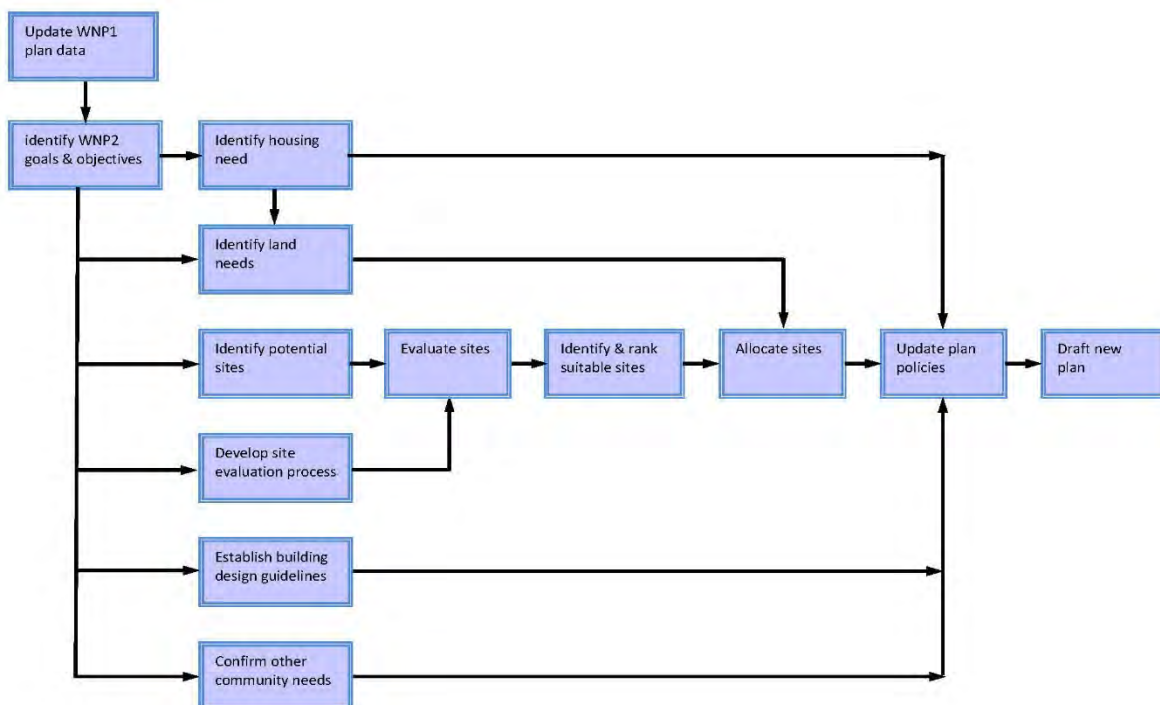 Update WNP1
plan data
identify WNP2
goals & objectives
Identify housing
need
Identify land
needs
Identify potential
sites
Evaluate sites
Identify & rank
suitable sites
Allocate sites
Update plan
policies
Draft new
plan
Develop site
evaluation process
Establish building
design guidelines
Confirm other
community needs